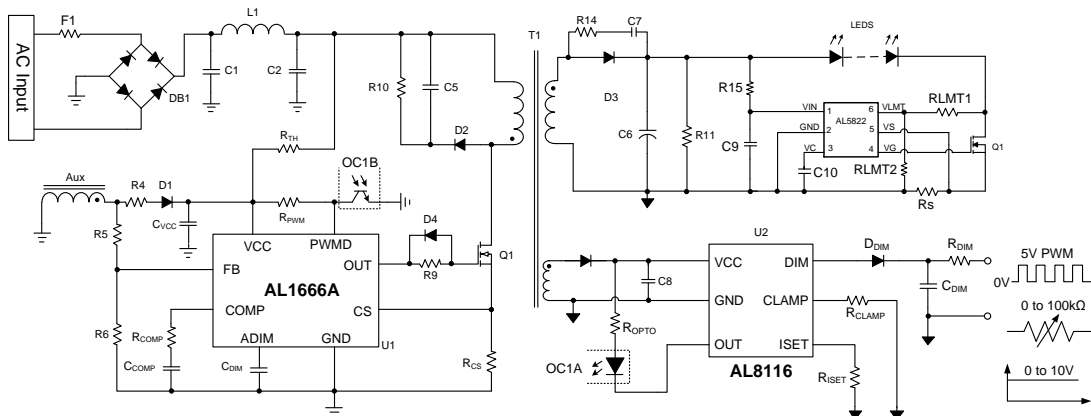 AC Input
F1
DB1
L1
C1
C2
R10
C5
D2
T1
R14
C7
D3
C6
R11
R15
C9
LEDS
VIN
GND
VC
1
2
3
AL5822
6
5
4
VLMT
VS
VG
RLMT1
Q1
C10
RLMT2
Rs
RTH
OC1B
Aux
R4
D1
CVCC
RPWM
R5
VCC
PWMD
FB
OUT
AL1666A
COMP
CS
ADIM
GND
U1
D4
R9
Q1
R6
RCOMP
CCOMP
CDIM
RCS
U2
C8
VCC
DIM
GND
CLAMP
OUT
ISET
AL8116
ROPTO
OC1A
DDIM
RDIM
CDIM
RCLAMP
RISET
5V PWM
0V
0 to 100kΩ
0 to 10V